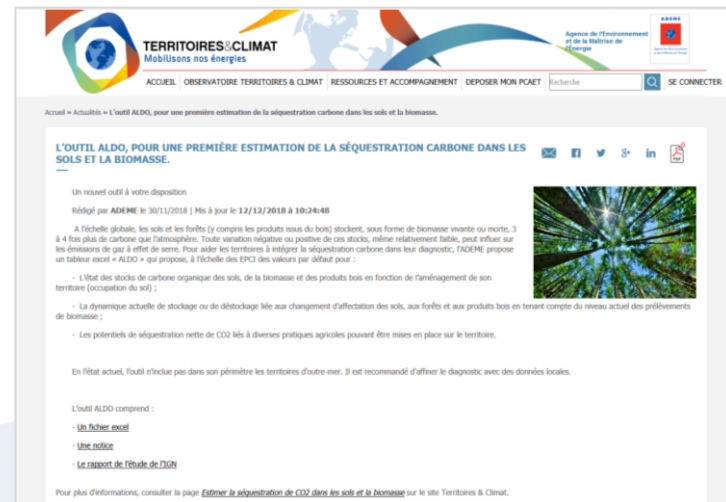 TERRITOIRES&CLIMAT
Mobilisons nos énergies
Agence de l'Environnement
et de la Maîtrise de
l'Énergie
ADEME
ACCUEIL OBSERVATOIRE TERRITOIRES & CLIMAT RESSOURCES ET ACCOMPAGNEMENT DEPOSER MON PCAET Recherche SE CONNECTER
Accueil » Actualités » L'outil ALDO, pour une première estimation de la séquestration carbone dans les sols et la biomasse.
L'OUTIL ALDO, POUR UNE PREMIÈRE ESTIMATION DE LA SÉQUESTRATION CARBONE DANS LES
SOLS ET LA BIOMASSE.
Un nouvel outil à votre disposition
Rédigé par ADEME le 30/11/2018 | Mis à jour le 12/12/2018 à 10:24:48
A l'échelle globale, les sols et les forêts (y compris les produits issus du bois) stockent, sous forme de biomasse vivante ou morte, 3
à 4 fois plus de carbone que l'atmosphère. Toute variation négative ou positive de ces stocks, même relativement faible, peut influer sur
les émissions de gaz à effet de serre. Pour aider les territoires à intégrer la séquestration carbone dans leur diagnostic, l'ADEME propose
un tableur excel « ALDO » qui propose, à l'échelle des EPCI des valeurs par défaut pour :
- L'état des stocks de carbone organique des sols, de la biomasse et des produits bois en fonction de l'aménagement de son
territoire (occupation du sol) ;
- La dynamique actuelle de stockage ou de déstockage liée aux changement d'affectation des sols, aux forêts et aux produits bois en tenant compte du niveau actuel des prélèvements
de biomasse ;
- Les potentiels de séquestration nette de CO2 liés à diverses pratiques agricoles pouvant être mises en place sur le territoire.
En l'état actuel, l'outil n'inclue pas dans son périmètre les territoires d'outre-mer. Il est recommandé d'affiner le diagnostic avec des données locales.
L'outil ALDO comprend :
- Un fichier excel
- Une notice
- Le rapport de l'étude de l'IGN
Pour plus d'informations, consulter la page Estimer la séquestration de CO2 dans les sols et la biomasse sur le site Territoires & Climat.